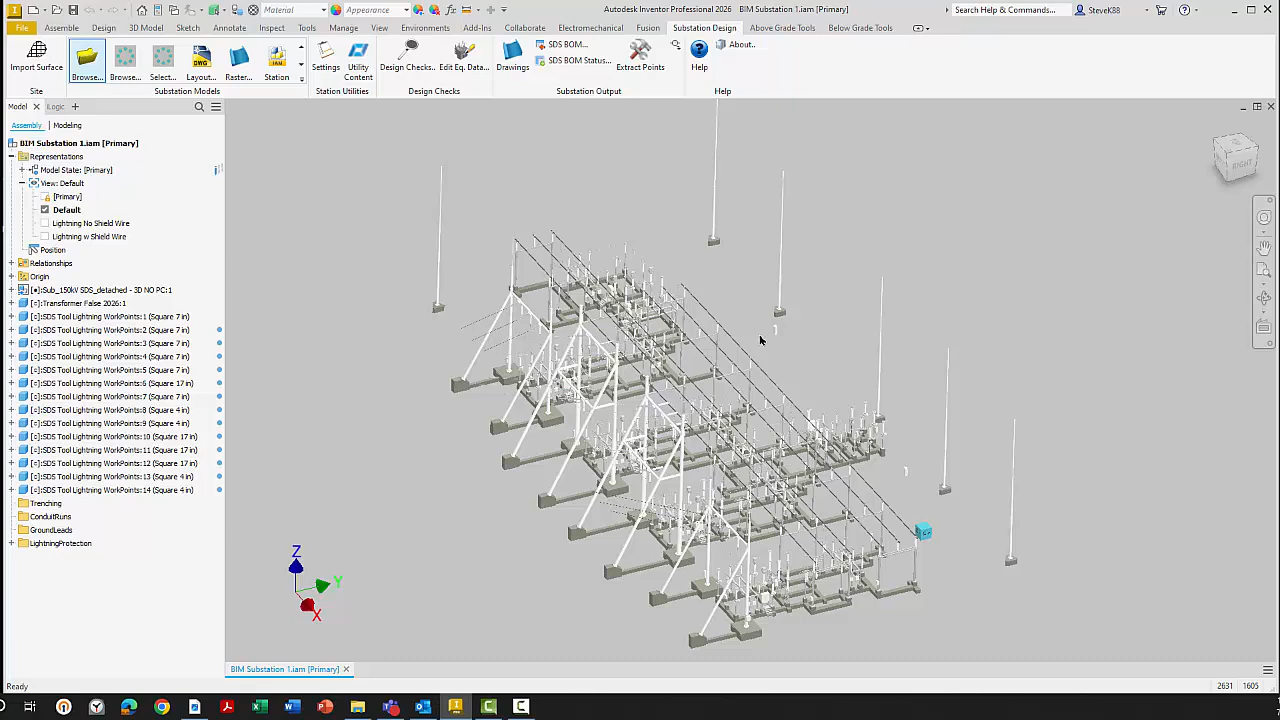 Material
Appearance
Autodesk Inventor Professional 2026 BIM Substation 1.iam [Primary]
Search Help & Commands...
SteveK88
File
Assemble
Design
3D Model
Sketch
Annotate
Inspect
Tools
Manage
View
Environments
Add-Ins
Collaborate
Electromechanical
Fusion
Substation Design
Above Grade Tools
Below Grade Tools
Import Surface
Browse...
Browse...
Select...
Layout...
Raster...
Station
Settings
Utility
Content
Design Checks...
Edit Eq. Data...
Drawings
SDS BOM...
SDS BOM Status...
Extract Points
Help
About..
Site
Substation Models
Station Utilities
Design Checks
Substation Output
Help
Model
iLogic
Assembly
Modeling
BIM Substation 1.iam [Primary]
Representations
Model State: [Primary]
View: Default
[Primary]
Default
Lightning No Shield Wire
Lightning w Shield Wire
Position
Relationships
Origin
[●]:Sub_150kV SDS_detached - 3D NO PC:1
[=]:Transformer False 2026:1
[=]:SDS Tool Lightning WorkPoints:1 (Square 7 in)
[=]:SDS Tool Lightning WorkPoints:2 (Square 7 in)
[=]:SDS Tool Lightning WorkPoints:3 (Square 7 in)
[=]:SDS Tool Lightning WorkPoints:4 (Square 7 in)
[=]:SDS Tool Lightning WorkPoints:5 (Square 7 in)
[=]:SDS Tool Lightning WorkPoints:6 (Square 17 in)
[=]:SDS Tool Lightning WorkPoints:7 (Square 7 in)
[=]:SDS Tool Lightning WorkPoints:8 (Square 4 in)
[=]:SDS Tool Lightning WorkPoints:9 (Square 4 in)
[=]:SDS Tool Lightning WorkPoints:10 (Square 17 in)
[=]:SDS Tool Lightning WorkPoints:11 (Square 17 in)
[=]:SDS Tool Lightning WorkPoints:12 (Square 17 in)
[=]:SDS Tool Lightning WorkPoints:13 (Square 4 in)
[=]:SDS Tool Lightning WorkPoints:14 (Square 4 in)
Trenching
ConduitRuns
GroundLeads
LightningProtection
RIGHT
Z
Y
X
BIM Substation 1.iam [Primary]
Ready
2631 1605